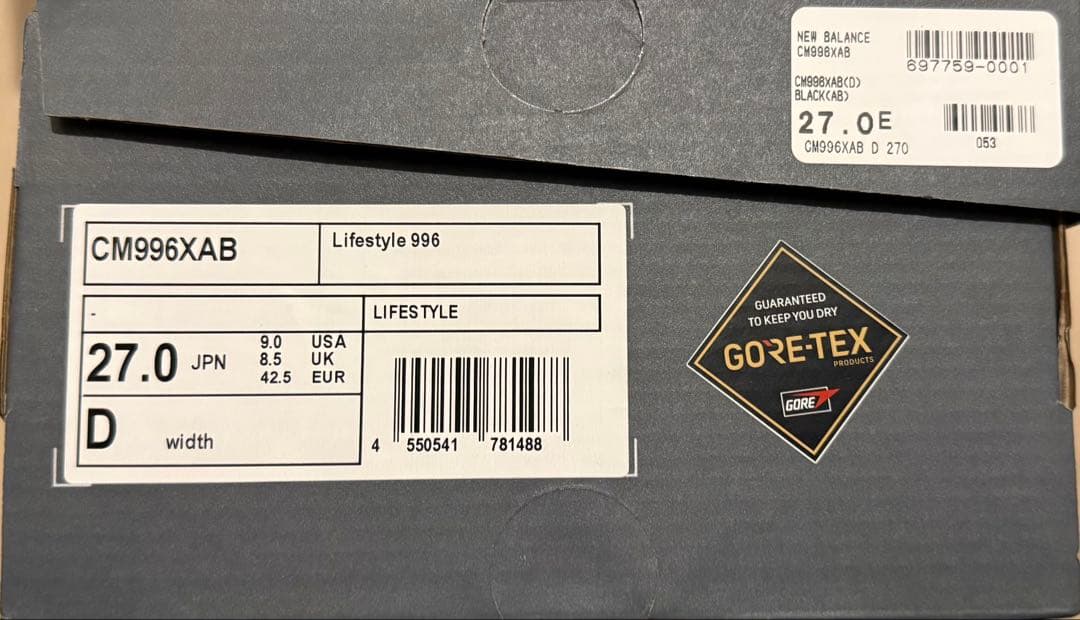 NEW BALANCE
CM996XAB
697759-0001
CM996XAB(D)
BLACK(AB)
27.0E
CM996XAB D 270
053
CM996XAB
Lifestyle 996
-
LIFESTYLE
27.0 JPN
9.0 USA
8.5 UK
42.5 EUR
D width
4 550541 781488
GUARANTEED
TO KEEP YOU DRY
GORE-TEX
PRODUCTS
GORE